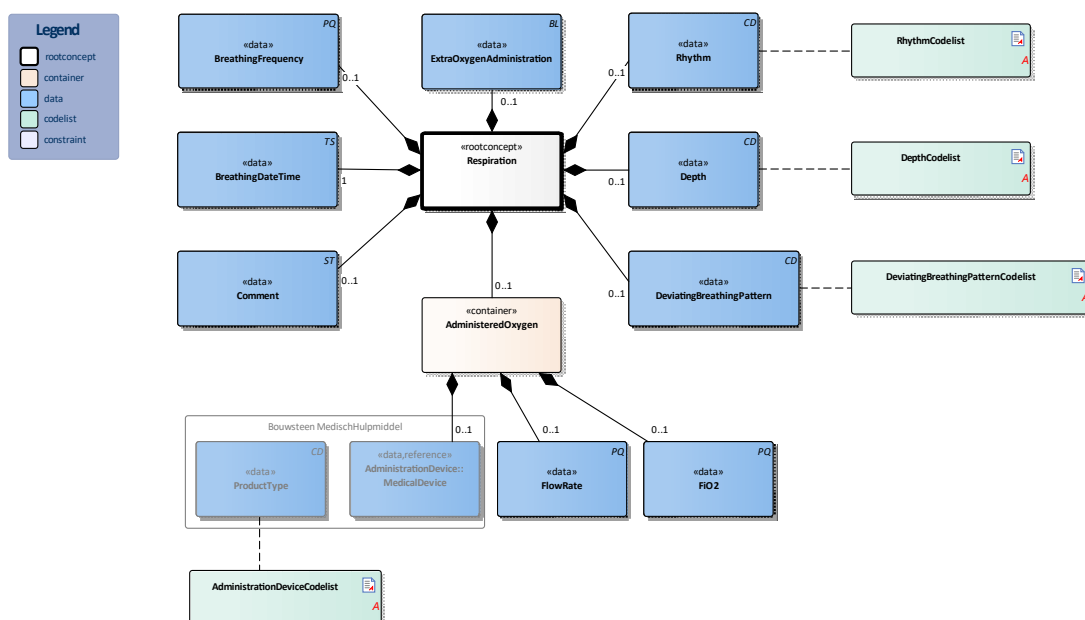 Legend
rootconcept
container
data
codelist
constraint
PQ
«data»
BreathingFrequency
0..1
BL
«data»
ExtraOxygenAdministration
0..1
CD
«data»
Rhythm
0..1
RhythmCodelist
A
TS
«data»
BreathingDateTime
1
«rootconcept»
Respiration
CD
«data»
Depth
0..1
DepthCodelist
A
ST
«data»
Comment
0..1
0..1
CD
«data»
DeviatingBreathingPattern
0..1
DeviatingBreathingPatternCodelist
A
«container»
AdministeredOxygen
0..1
0..1
0..1
Bouwsteen MedischHulpmiddel
CD
«data»
ProductType
«data,reference»
AdministrationDevice::
MedicalDevice
PQ
«data»
FlowRate
PQ
«data»
FiO2
AdministrationDeviceCodelist
A